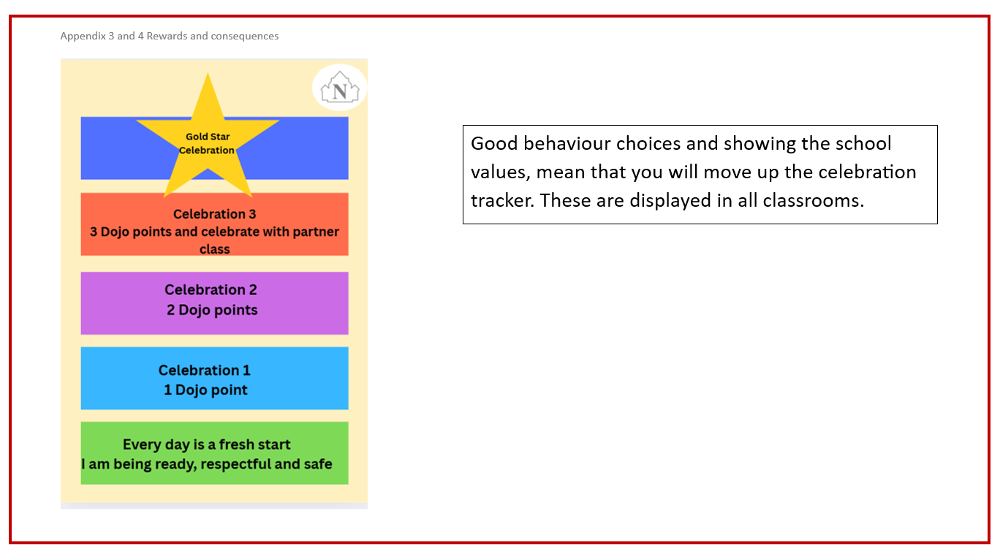 Appendix 3 and 4 Rewards and consequences
N
Gold Star
Celebration
Celebration 3
3 Dojo points and celebrate with partner
class
Celebration 2
2 Dojo points
Celebration 1
1 Dojo point
Every day is a fresh start
I am being ready, respectful and safe
Good behaviour choices and showing the school
values, mean that you will move up the celebration
tracker. These are displayed in all classrooms.